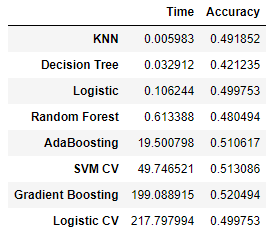 Time Accuracy
KNN 0.005983 0.491852
Decision Tree 0.032912 0.421235
Logistic 0.106244 0.499753
Random Forest 0.613388 0.480494
AdaBoosting 19.500798 0.510617
SVM CV 49.746521 0.513086
Gradient Boosting 199.088915 0.520494
Logistic CV 217.797994 0.499753